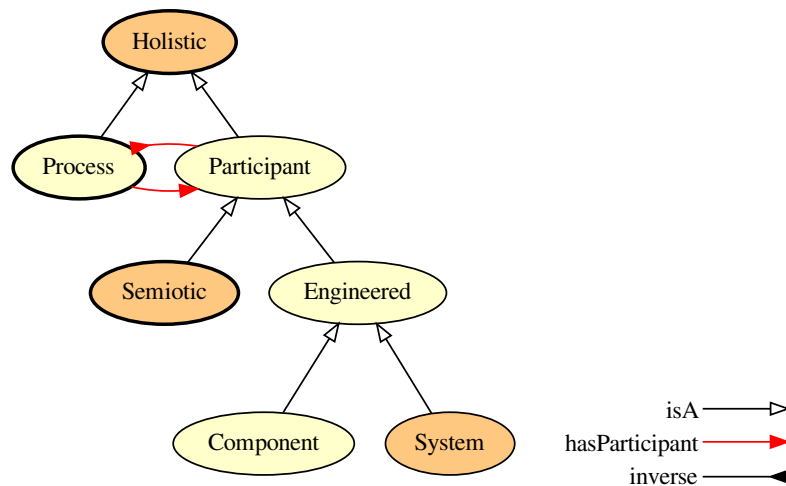 Holistic
Process
Participant
Semiotic
Engineered
Component
System
isA
hasParticipant
inverse